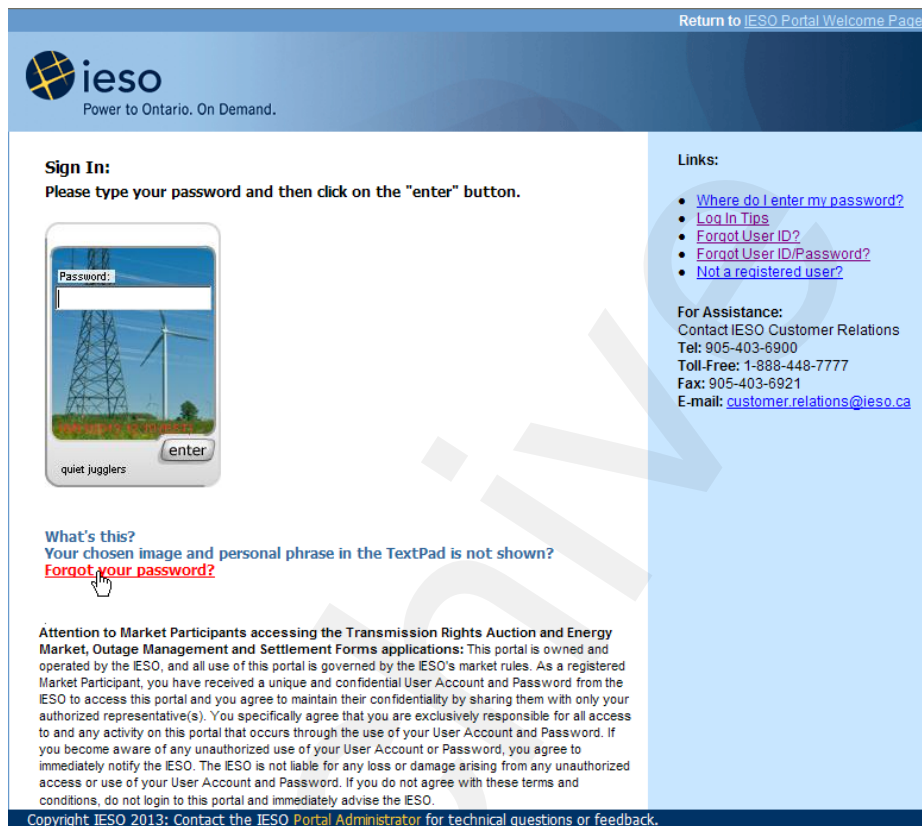 Return to IESO Portal Welcome Page
ieso
Power to Ontario. On Demand.
Sign In:
Please type your password and then click on the "enter" button.
Password:
enter
quiet jugglers
What's this?
Your chosen image and personal phrase in the TextPad is not shown?
Forgot your password?
Attention to Market Participants accessing the Transmission Rights Auction and Energy
Market, Outage Management and Settlement Forms applications: This portal is owned and
operated by the IESO, and all use of this portal is governed by the IESO's market rules. As a registered
Market Participant, you have received a unique and confidential User Account and Password from the
IESO to access this portal and you agree to maintain their confidentiality by sharing them with only your
authorized representative(s). You specifically agree that you are exclusively responsible for all access
to and any activity on this portal that occurs through the use of your User Account and Password. If
you become aware of any unauthorized use of your User Account or Password, you agree to
immediately notify the IESO. The IESO is not liable for any loss or damage arising from any unauthorized
access or use of your User Account and Password. If you do not agree with these terms and
conditions, do not login to this portal and immediately advise the IESO.
Links:
Where do I enter my password?
Log In Tips
Forgot User ID?
Forgot User ID/Password?
Not a registered user?
For Assistance:
Contact IESO Customer Relations
Tel: 905-403-6900
Toll-Free: 1-888-448-7777
Fax: 905-403-6921
E-mail: customer.relations@ieso.ca
Copyright IESO 2013: Contact the IESO Portal Administrator for technical questions or feedback.